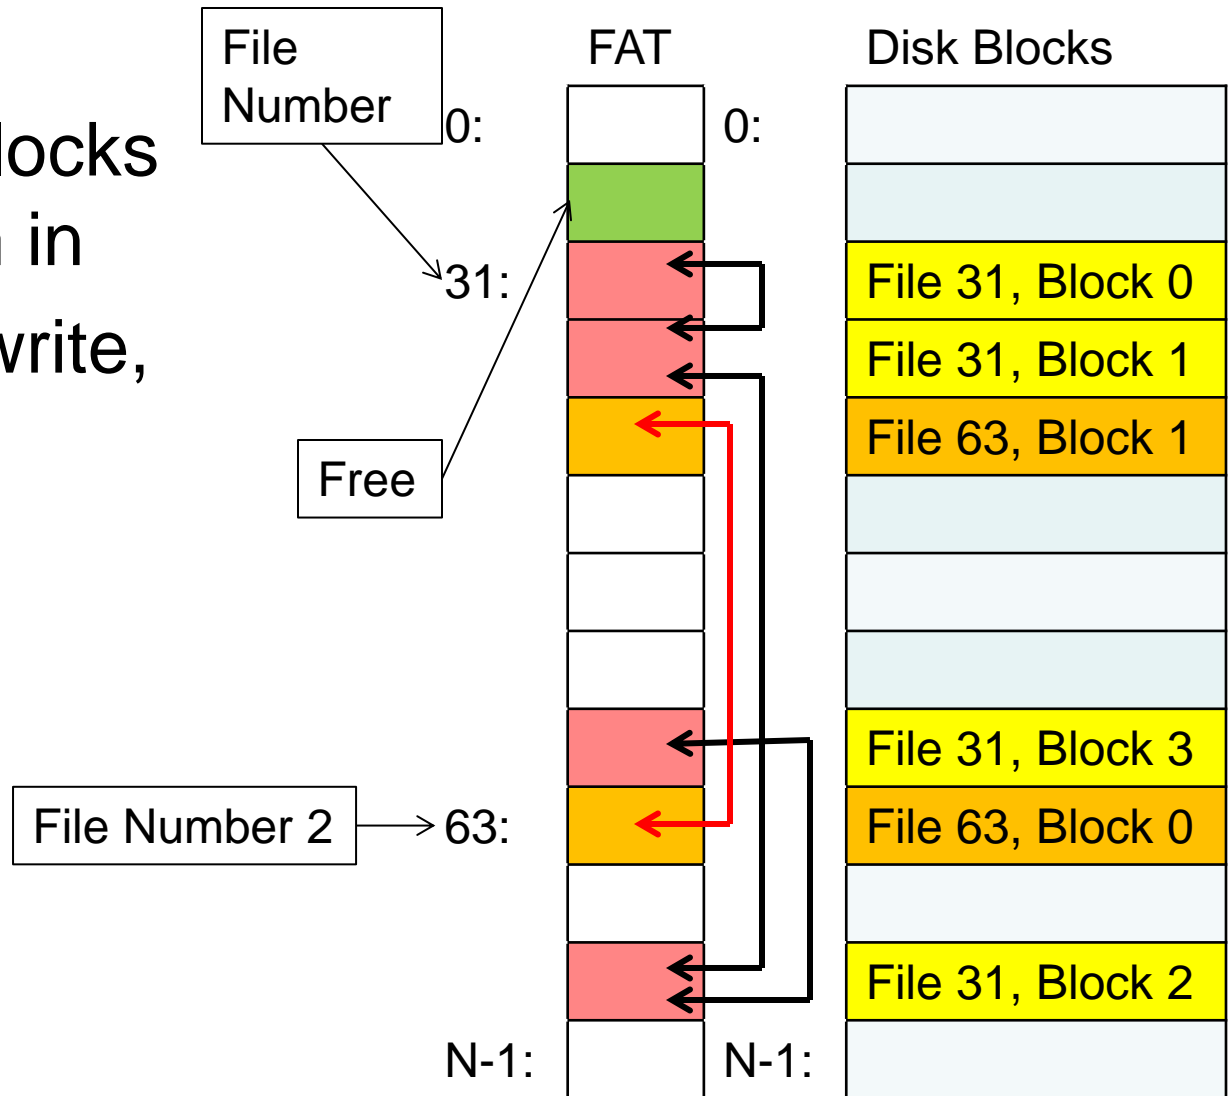 File
Number
FAT
Disk Blocks
0:
0:
locks
in
write,
31:
File 31, Block 0
File 31, Block 1
File 63, Block 1
Free
File 31, Block 3
File Number 2
63:
File 63, Block 0
File 31, Block 2
N-1:
N-1: